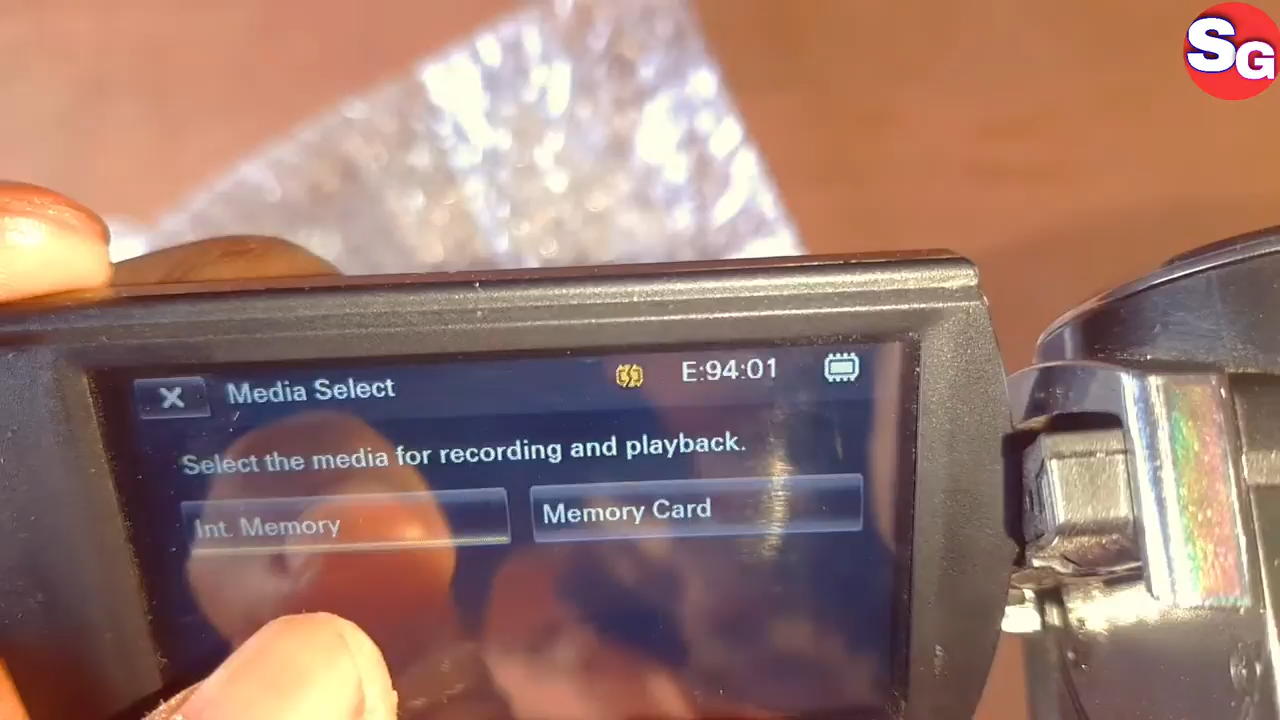 SG
X Media Select E:94:01
Select the media for recording and playback.
Int. Memory Memory Card